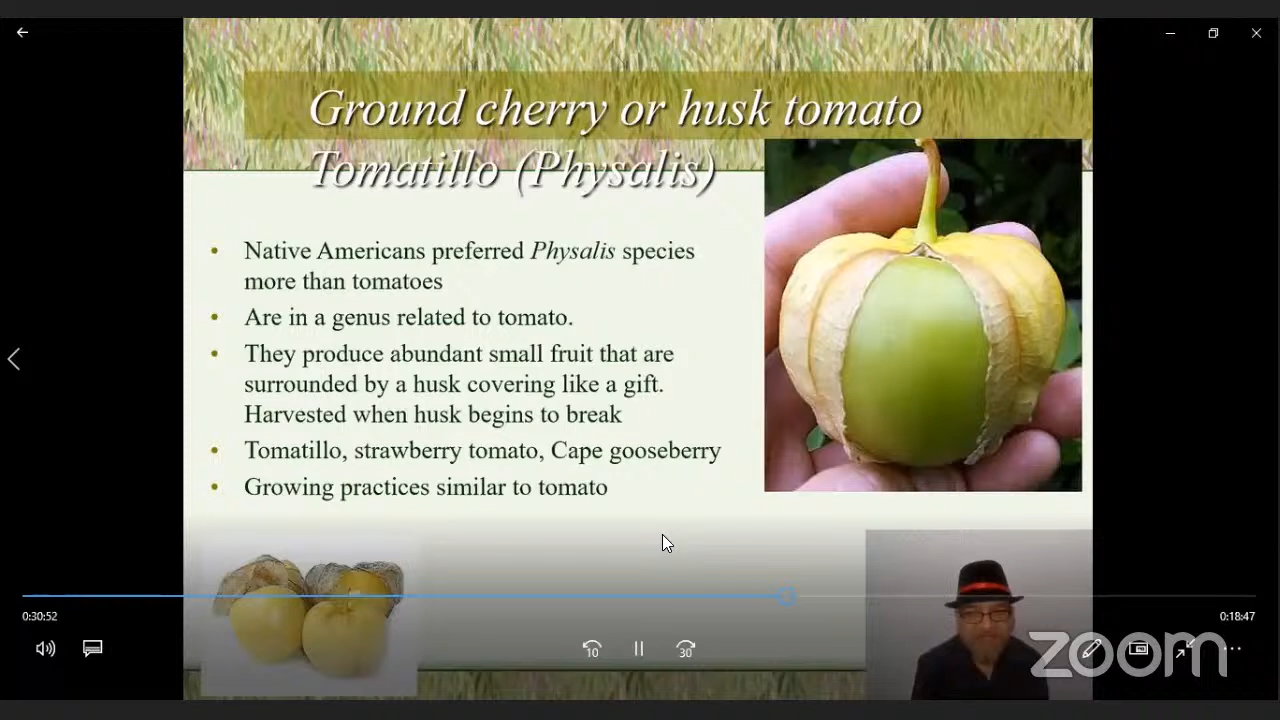 Ground cherry or husk tomato
Tomatillo (Physalis)
• Native Americans preferred Physalis species
more than tomatoes
• Are in a genus related to tomato.
• They produce abundant small fruit that are
surrounded by a husk covering like a gift.
Harvested when husk begins to break
• Tomatillo, strawberry tomato, Cape gooseberry
• Growing practices similar to tomato
0:30:52
0:18:47
10
30
zoom